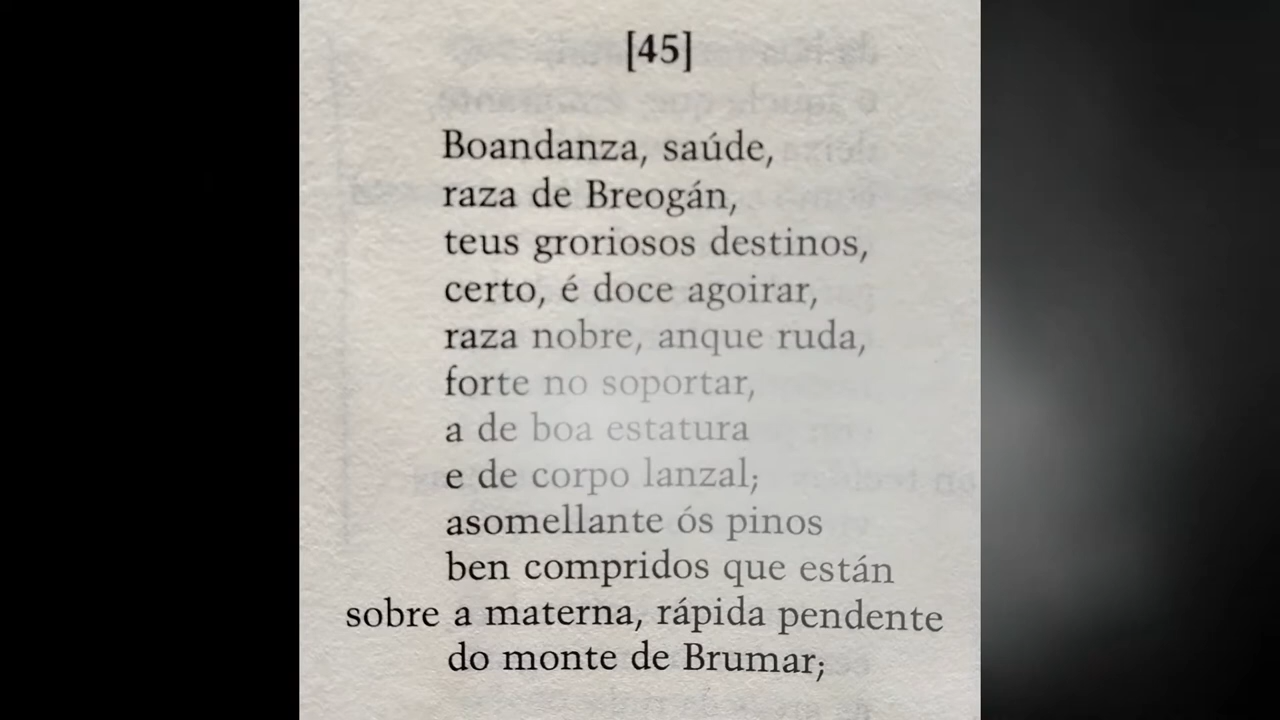 [45]
Boandanza, saúde,
raza de Breogán,
teus groriosos destinos,
certo, é doce agoirar,
raza nobre, anque ruda,
forte no soportar,
a de boa estatura
e de corpo lanzal;
asomellante ós pinos
ben compridos que están
sobre a materna, rápida pendente
do monte de Brumar;